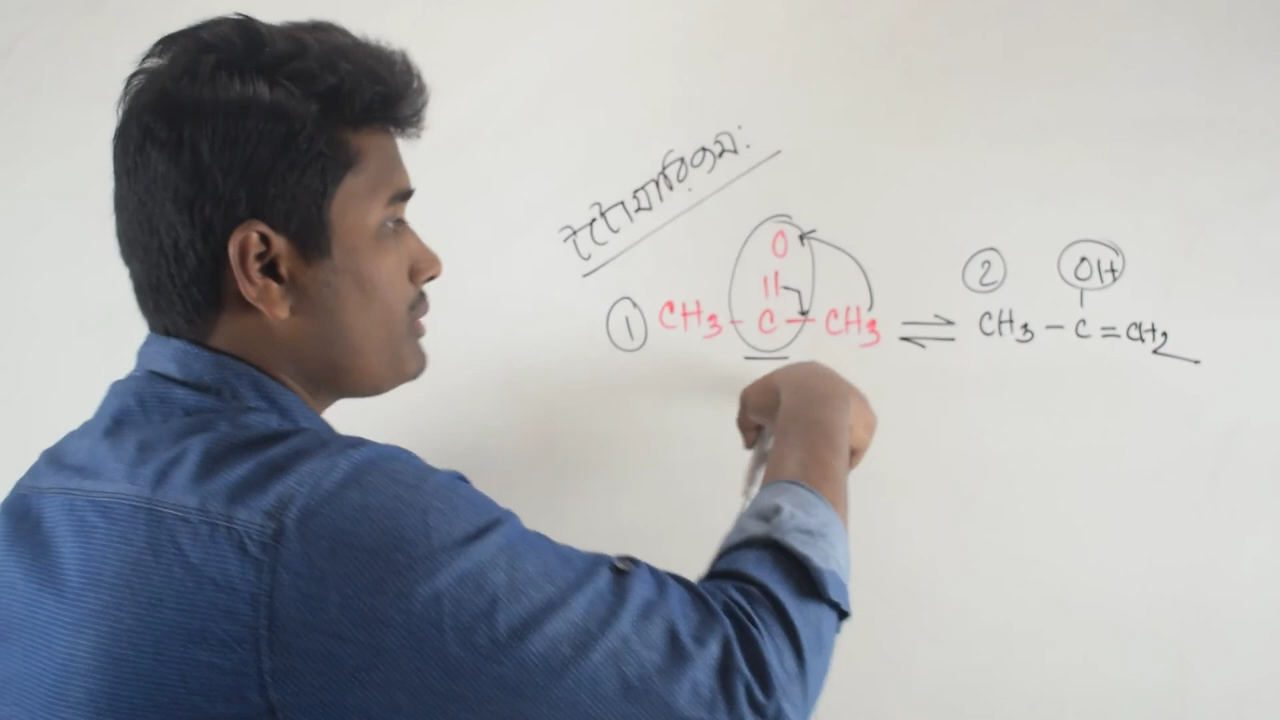 টটোমারিজম:
O
||
① CH3 - C - CH3 ⇌ ② CH3 - C = CH2
OH
|